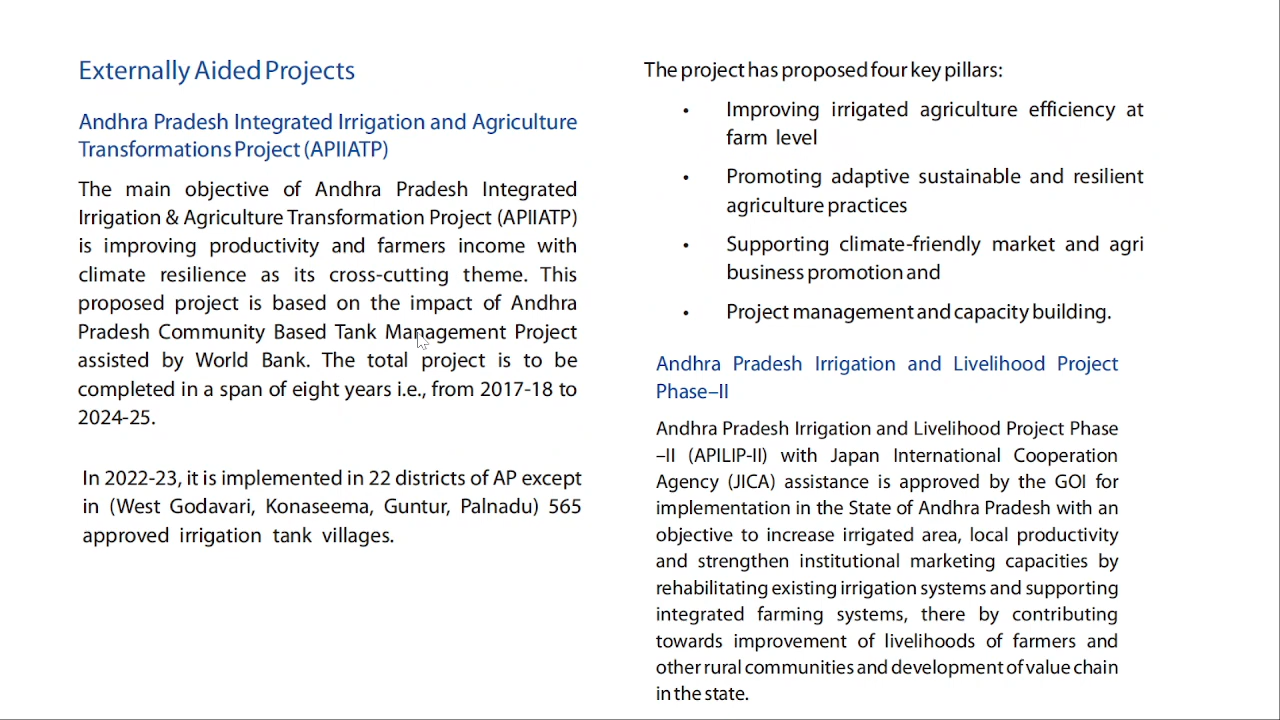 Externally Aided Projects
Andhra Pradesh Integrated Irrigation and Agriculture
Transformations Project (APIIATP)
The main objective of Andhra Pradesh Integrated
Irrigation & Agriculture Transformation Project (APIIATP)
is improving productivity and farmers income with
climate resilience as its cross-cutting theme. This
proposed project is based on the impact of Andhra
Pradesh Community Based Tank Management Project
assisted by World Bank. The total project is to be
completed in a span of eight years i.e., from 2017-18 to
2024-25.
In 2022-23, it is implemented in 22 districts of AP except
in (West Godavari, Konaseema, Guntur, Palnadu) 565
approved irrigation tank villages.
The project has proposed four key pillars:
• Improving irrigated agriculture efficiency at
farm level
• Promoting adaptive sustainable and resilient
agriculture practices
• Supporting climate-friendly market and agri
business promotion and
• Project management and capacity building.
Andhra Pradesh Irrigation and Livelihood Project
Phase–II
Andhra Pradesh Irrigation and Livelihood Project Phase
–II (APILIP-II) with Japan International Cooperation
Agency (JICA) assistance is approved by the GOI for
implementation in the State of Andhra Pradesh with an
objective to increase irrigated area, local productivity
and strengthen institutional marketing capacities by
rehabilitating existing irrigation systems and supporting
integrated farming systems, there by contributing
towards improvement of livelihoods of farmers and
other rural communities and development of value chain
in the state.